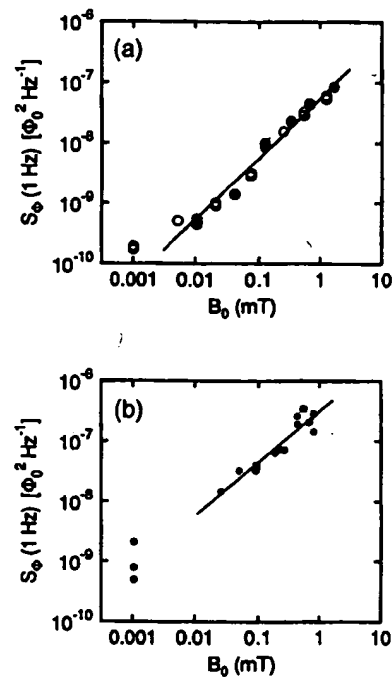 (a)
10⁻⁶
10⁻⁷
10⁻⁸
10⁻⁹
10⁻¹⁰
S_Φ (1 Hz) [Φ₀² Hz⁻¹]
0.001 0.01 0.1 1 10
B₀ (mT)
(b)
10⁻⁶
10⁻⁷
10⁻⁸
10⁻⁹
10⁻¹⁰
S_Φ (1 Hz) [Φ₀² Hz⁻¹]
0.001 0.01 0.1 1 10
B₀ (mT)